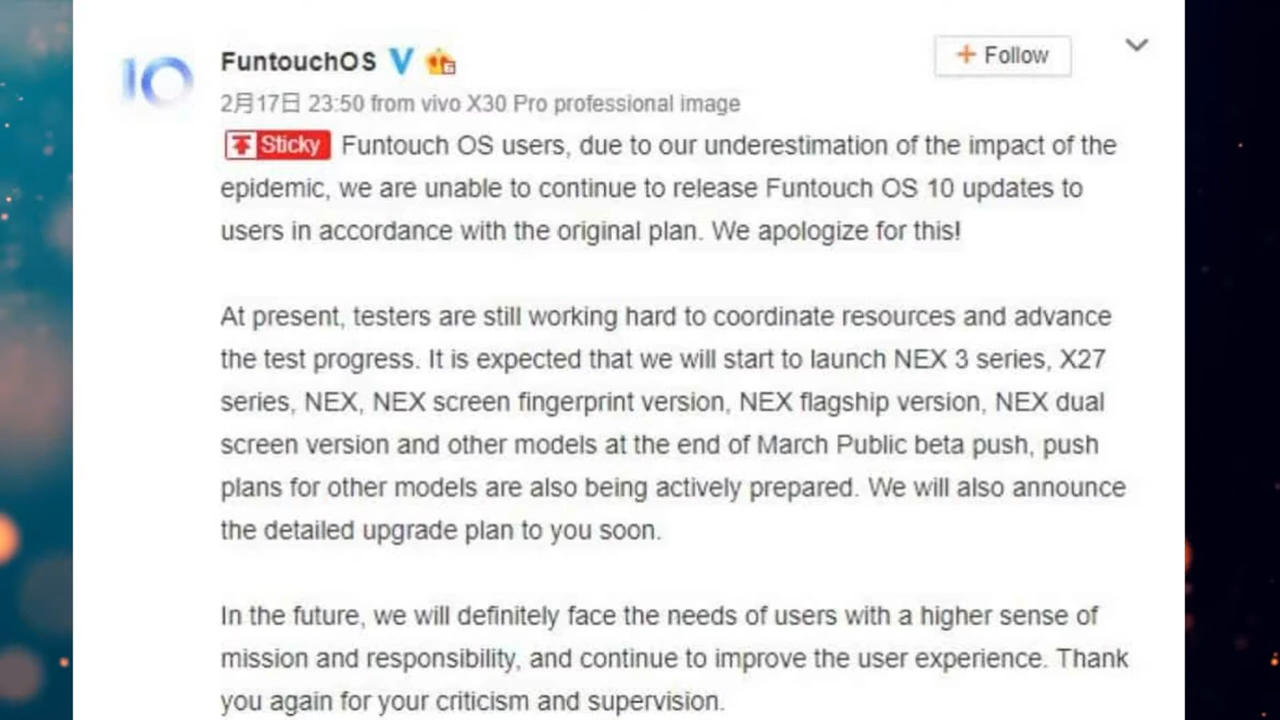 10
FuntouchOS
+ Follow
2月17日 23:50 from vivo X30 Pro professional image
Sticky Funtouch OS users, due to our underestimation of the impact of the
epidemic, we are unable to continue to release Funtouch OS 10 updates to
users in accordance with the original plan. We apologize for this!
At present, testers are still working hard to coordinate resources and advance
the test progress. It is expected that we will start to launch NEX 3 series, X27
series, NEX, NEX screen fingerprint version, NEX flagship version, NEX dual
screen version and other models at the end of March Public beta push, push
plans for other models are also being actively prepared. We will also announce
the detailed upgrade plan to you soon.
In the future, we will definitely face the needs of users with a higher sense of
mission and responsibility, and continue to improve the user experience. Thank
you again for your criticism and supervision.